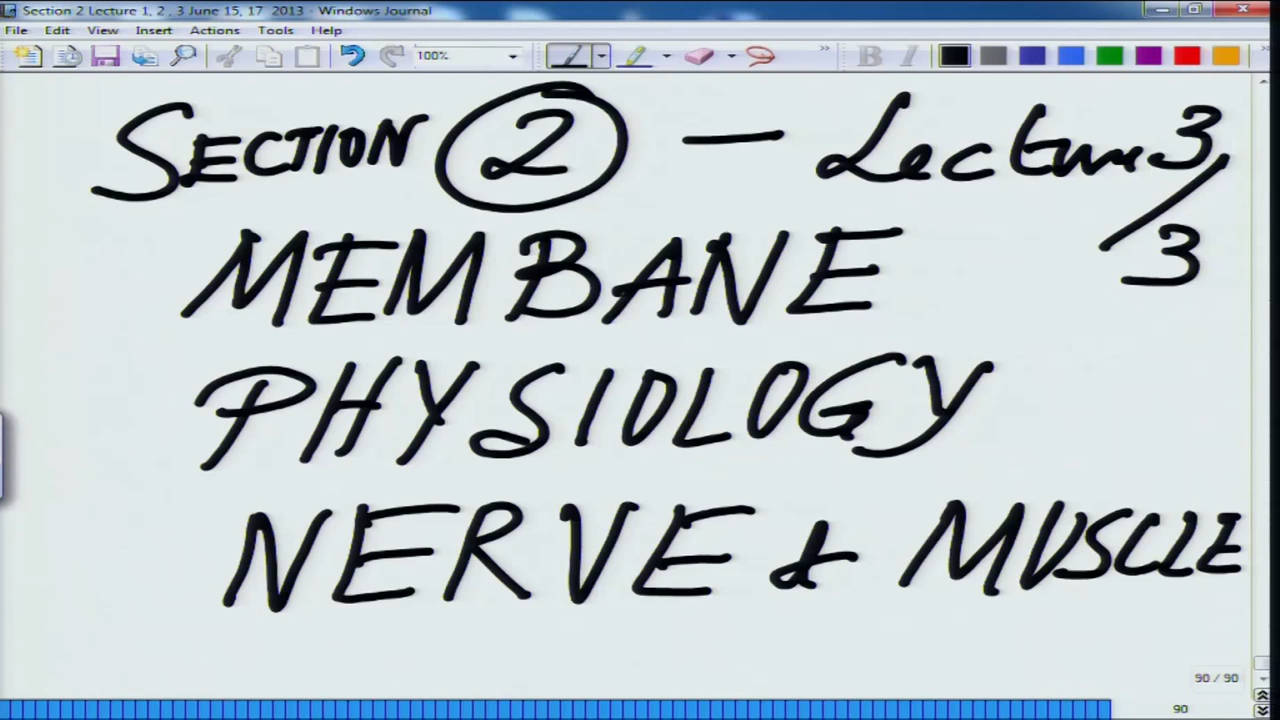 Section 2 Lecture 1, 2 , 3 June 15, 17 2013 - Windows Journal
File Edit View Insert Actions Tools Help
100%
B I
SECTION 2 — Lecture 3/3
MEMBANE
PHYSIOLOGY
NERVE & MUSCLE
90 / 90
90